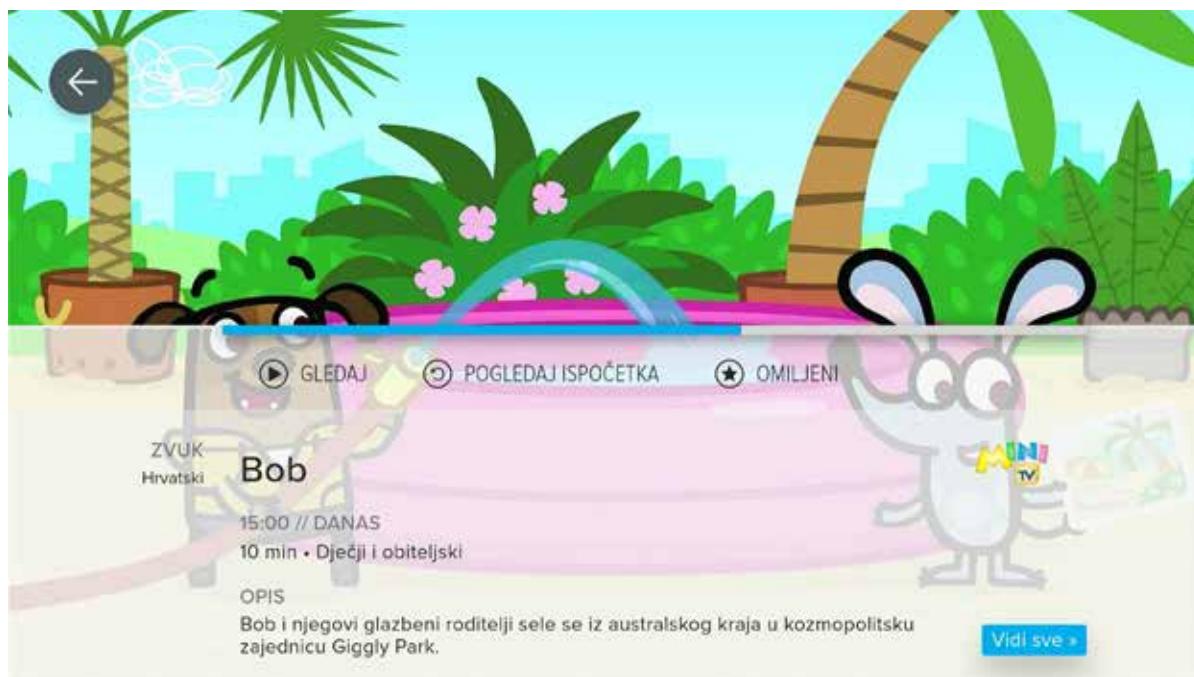 GLEDAJ
POGLEDAJ ISPOČETKA
OMILJENI
ZVUK
Hrvatski
Bob
MINI
TV
15:00 // DANAS
10 min • Dječji i obiteljski
OPIS
Bob i njegovi glazbeni roditelji sele se iz australskog kraja u kozmopolitsku
zajednicu Giggly Park.
Vidi sve »